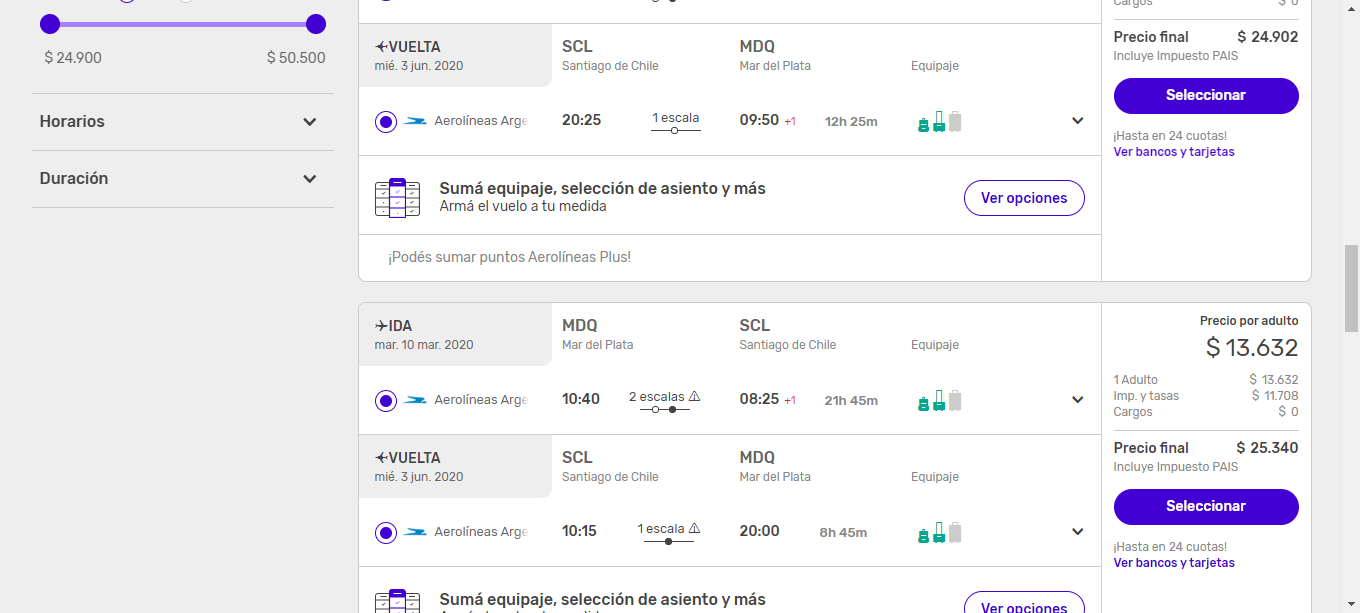 $ 24.900 $ 50.500
Horarios
Duración
VUELTA
mié. 3 jun. 2020
SCL
Santiago de Chile
MDQ
Mar del Plata
Equipaje
Aerolíneas Arge
20:25
1 escala
09:50 +1
12h 25m
Sumá equipaje, selección de asiento y más
Armá el vuelo a tu medida
Ver opciones
¡Podés sumar puntos Aerolíneas Plus!
Cargos $ 0
Precio final $ 24.902
Incluye Impuesto PAIS
Seleccionar
¡Hasta en 24 cuotas!
Ver bancos y tarjetas
IDA
mar. 10 mar. 2020
MDQ
Mar del Plata
SCL
Santiago de Chile
Equipaje
Aerolíneas Arge
10:40
2 escalas
08:25 +1
21h 45m
VUELTA
mié. 3 jun. 2020
SCL
Santiago de Chile
MDQ
Mar del Plata
Equipaje
Aerolíneas Arge
10:15
1 escala
20:00
8h 45m
Sumá equipaje, selección de asiento y más
Ver opciones
Precio por adulto
$ 13.632
1 Adulto $ 13.632
Imp. y tasas $ 11.708
Cargos $ 0
Precio final $ 25.340
Incluye Impuesto PAIS
Seleccionar
¡Hasta en 24 cuotas!
Ver bancos y tarjetas